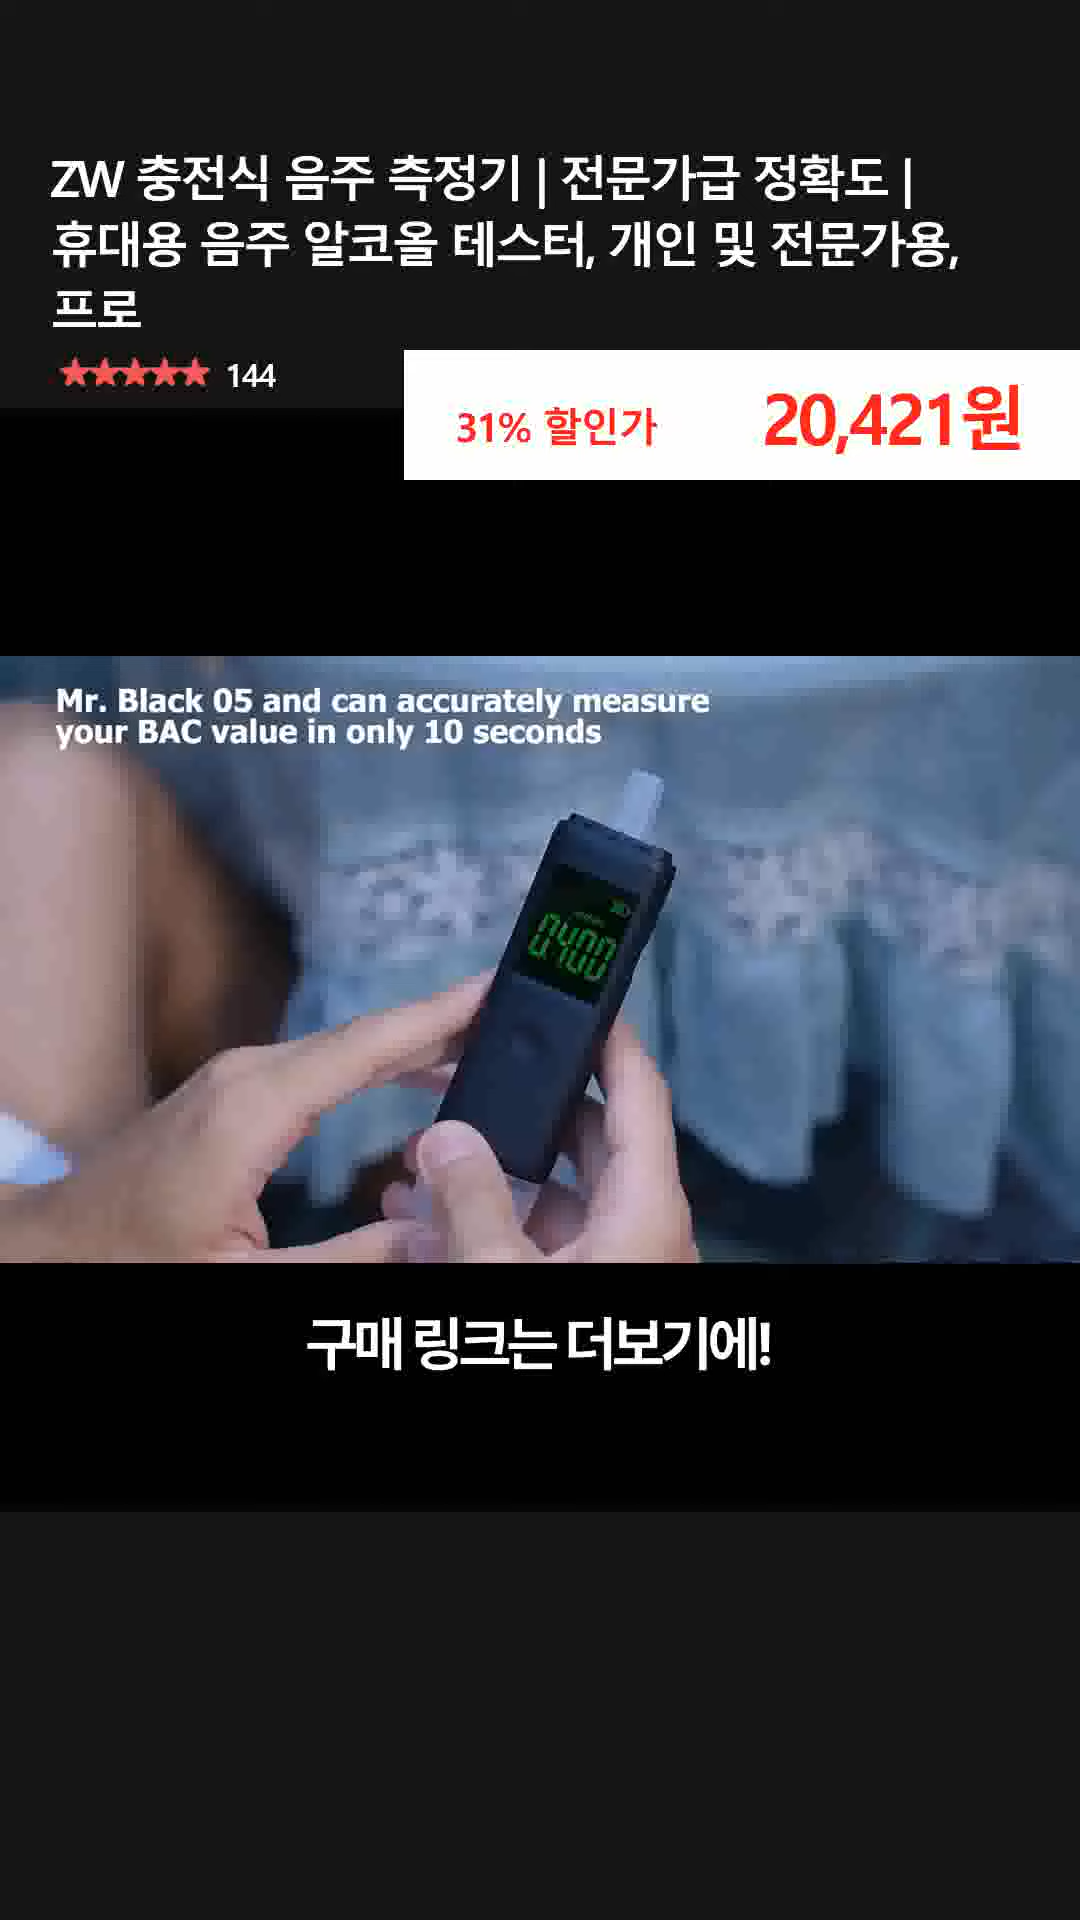 ZW 충전식 음주 측정기 | 전문가급 정확도 |
휴대용 음주 알코올 테스터, 개인 및 전문가용,
프로
144
31% 할인가 20,421원
Mr. Black 05 and can accurately measure
your BAC value in only 10 seconds
0.400
구매 링크는 더보기에!